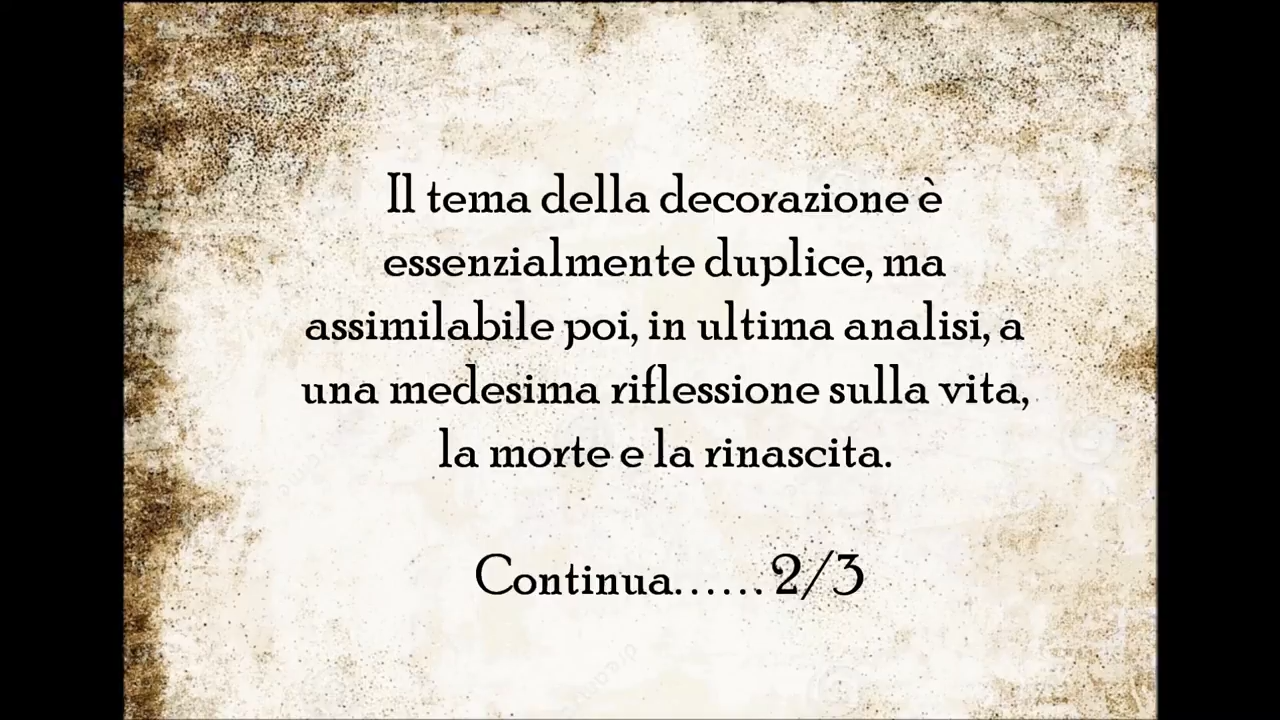 Il tema della decorazione è
essenzialmente duplice, ma
assimilabile poi, in ultima analisi, a
una medesima riflessione sulla vita,
la morte e la rinascita.
Continua...... 2/3